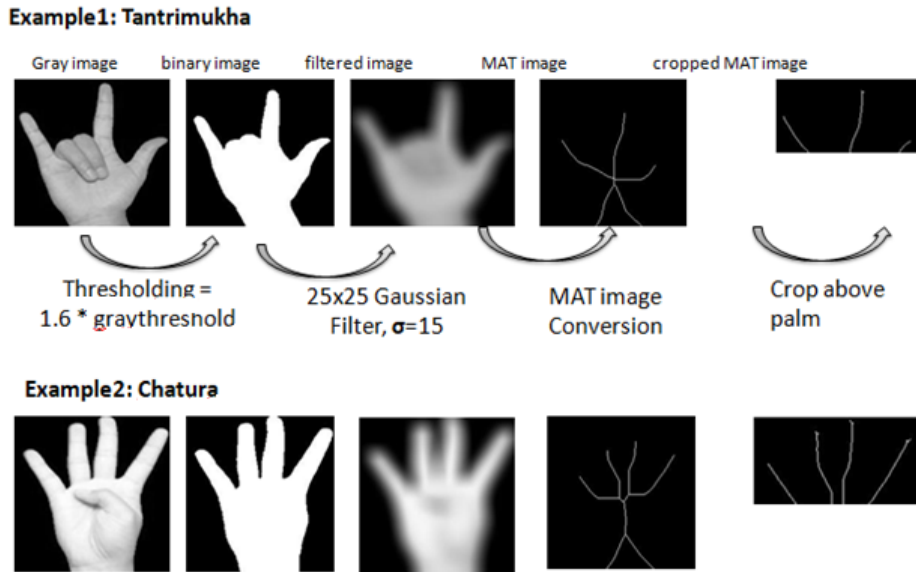 Example1: Tantrimukha
Gray image binary image filtered image MAT image cropped MAT image
Thresholding =
1.6 * graythresnold
25x25 Gaussian
Filter, σ=15
MAT image
Conversion
Crop above
palm
Example2: Chatura